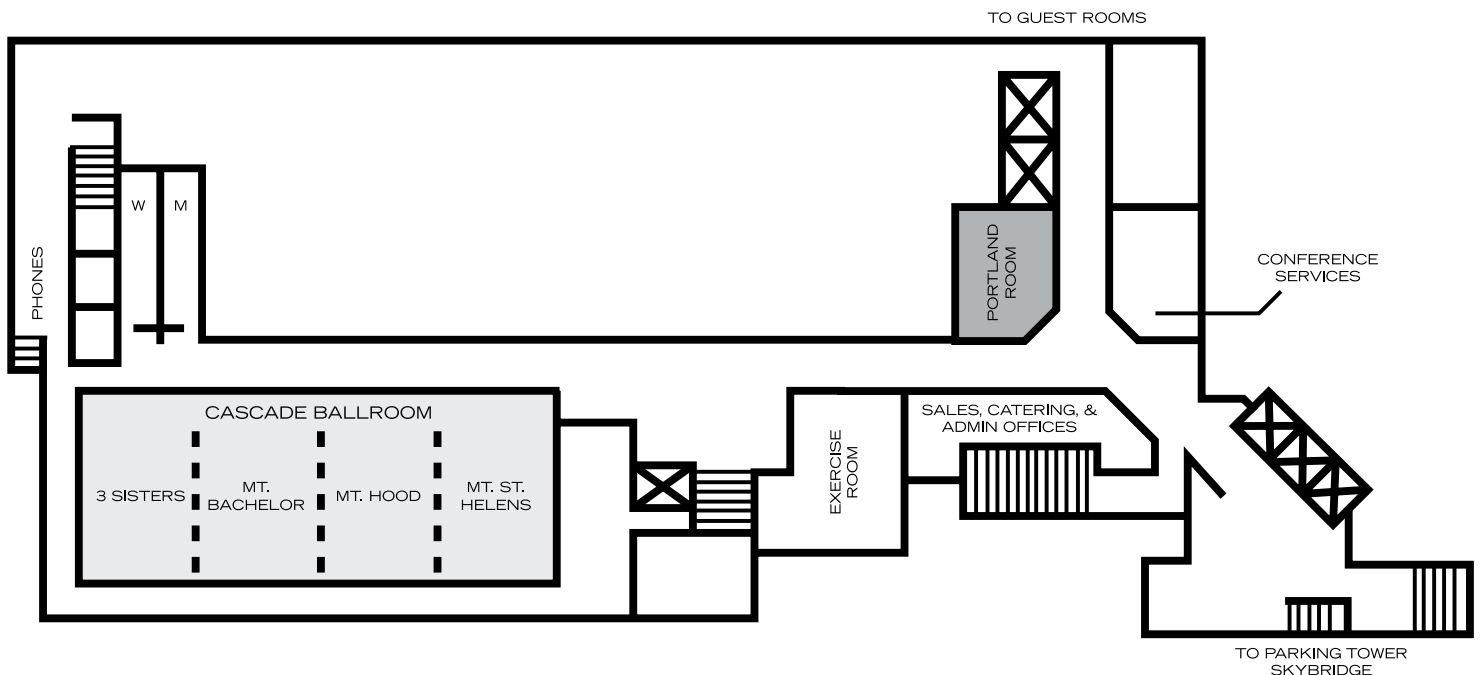 TO GUEST ROOMS
W
M
PHONES
PORTLAND
ROOM
CONFERENCE
SERVICES
CASCADE BALLROOM
3 SISTERS
MT.
BACHELOR
MT. HOOD
MT. ST.
HELENS
EXERCISE
ROOM
SALES, CATERING, &
ADMIN OFFICES
TO PARKING TOWER
SKYBRIDGE